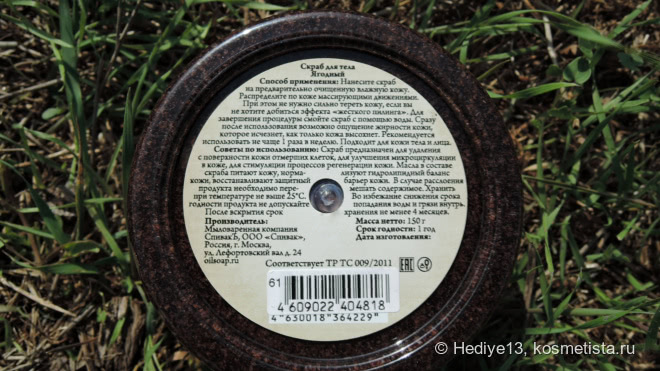 Скраб для тела
Ягодный
Способ применения: Нанесите скраб
на предварительно очищенную влажную кожу.
Распределите по коже массирующими движениями.
При этом не нужно сильно тереть кожу, если вы
не хотите добиться эффекта «жесткого пилинга». Для
завершения процедуры смойте скраб с помощью воды. Сразу
после использования возможно ощущение жирности кожи,
которое исчезнет, как только кожа высохнет. Рекомендуется
использовать не чаще 1 раза в неделю. Подходит для кожи тела и лица.
Советы по использованию: Скраб предназначен для удаления
с поверхности кожи отмерших клеток, для улучшения микроциркуляции
в коже, для стимуляции процессов регенерации кожи. Масла в составе
скраба питают кожу, норма- лизуют гидролипидный баланс
кожи, восстанавливают защитный барьер кожи. В случае расслоения
продукта необходимо пере- мешать содержимое. Хранить
при температуре не выше 25°С. Во избежание снижения срока
годности продукта не допускайте попадания воды и грязи внутрь.
После вскрытия срок хранения не менее 4 месяцев.
Производитель: Масса нетто: 150 г
Мыловаренная компания Срок годности: 1 год
СпивакЪ, ООО «Спивак», Дата изготовления:
Россия, г. Москва,
ул. Лефортовский вал д. 24
oilsoap.ru
Соответствует ТР ТС 009/2011
EAC
61
4 609022 404818
4 630018 364229
© Hediye13, kosmetista.ru